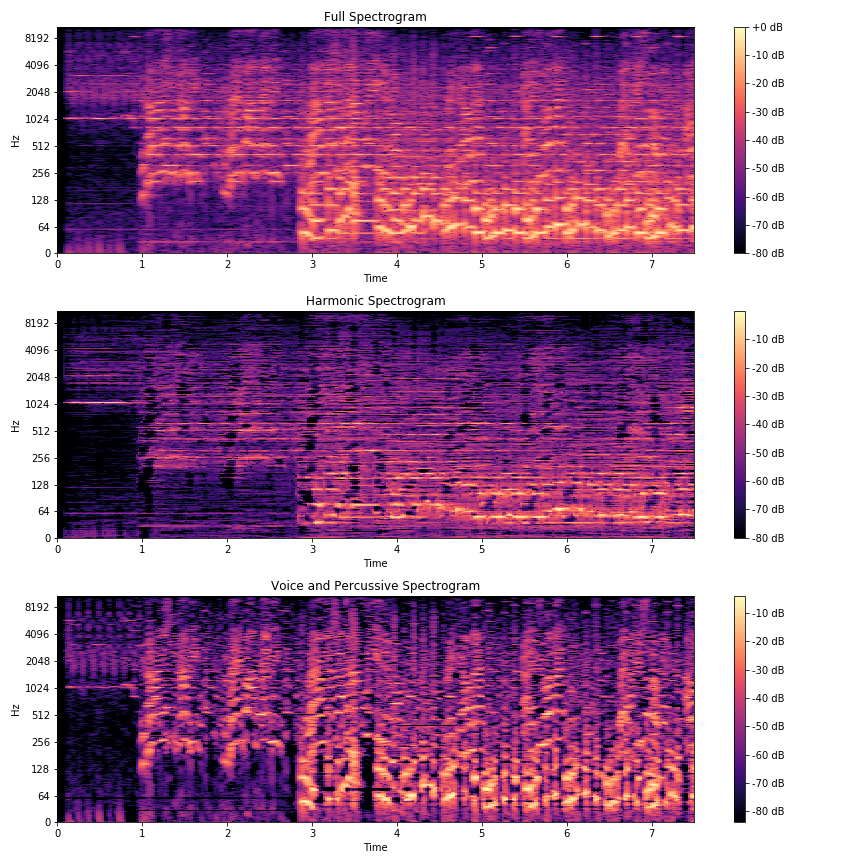 Full Spectrogram
Hz
8192
4096
2048
1024
512
256
128
64
0
0 1 2 3 4 5 6 7
Time
+0 dB
-10 dB
-20 dB
-30 dB
-40 dB
-50 dB
-60 dB
-70 dB
-80 dB
Harmonic Spectrogram
Hz
8192
4096
2048
1024
512
256
128
64
0
0 1 2 3 4 5 6 7
Time
-10 dB
-20 dB
-30 dB
-40 dB
-50 dB
-60 dB
-70 dB
-80 dB
Voice and Percussive Spectrogram
Hz
8192
4096
2048
1024
512
256
128
64
0
0 1 2 3 4 5 6 7
Time
-10 dB
-20 dB
-30 dB
-40 dB
-50 dB
-60 dB
-70 dB
-80 dB